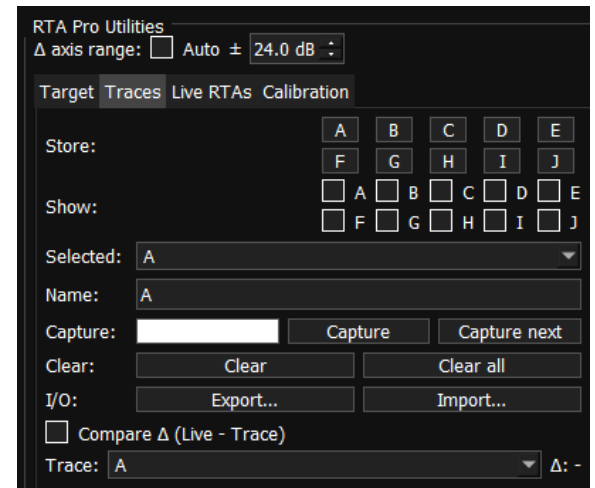 RTA Pro Utilities
Δ axis range: Auto ± 24.0 dB
Target Traces Live RTAs Calibration
Store: A B C D E
F G H I J
Show: A B C D E
F G H I J
Selected: A
Name: A
Capture: Capture Capture next
Clear: Clear Clear all
I/O: Export... Import...
Compare Δ (Live - Trace)
Trace: A Δ: -